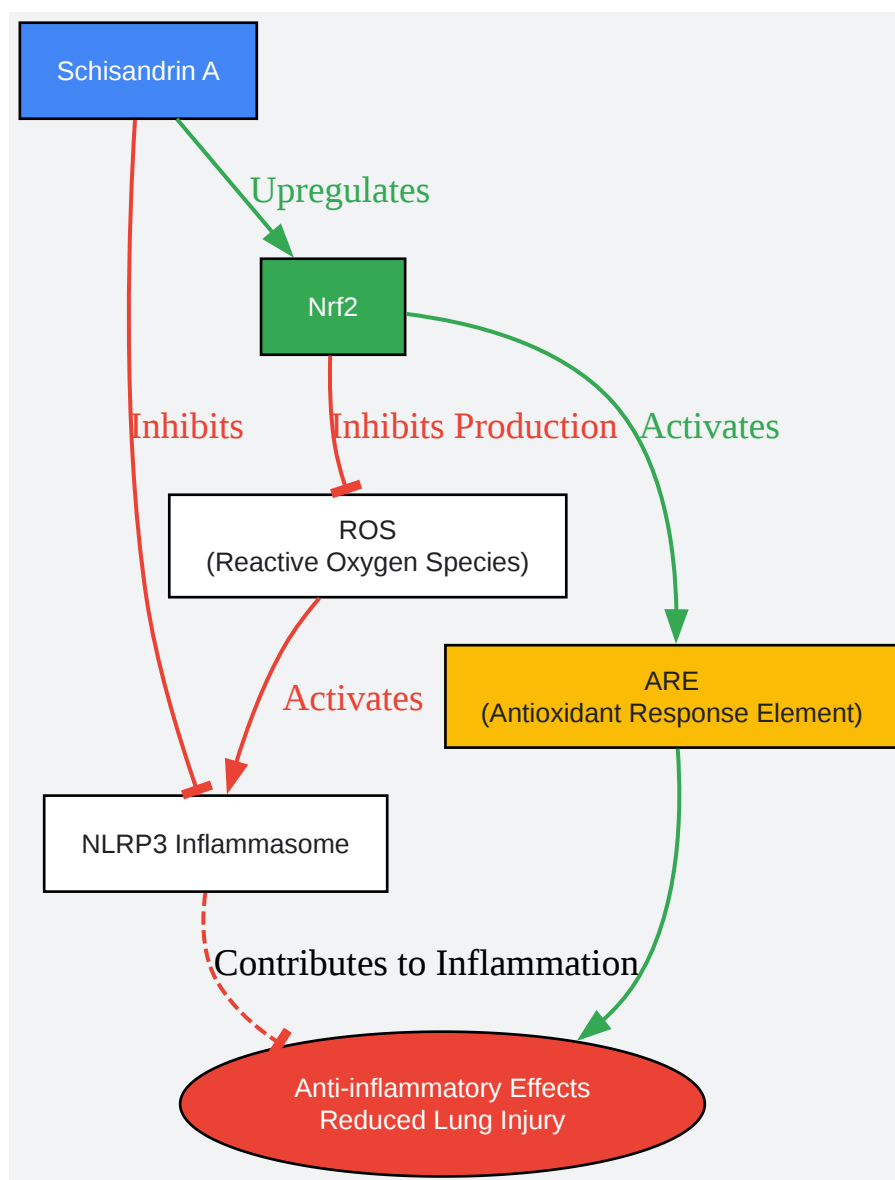 Schisandrin A
Upregulates
Nrf2
Inhibits
Inhibits Production
Activates
ROS
(Reactive Oxygen Species)
Activates
ARE
(Antioxidant Response Element)
NLRP3 Inflammasome
Contributes to Inflammation
Anti-inflammatory Effects
Reduced Lung Injury